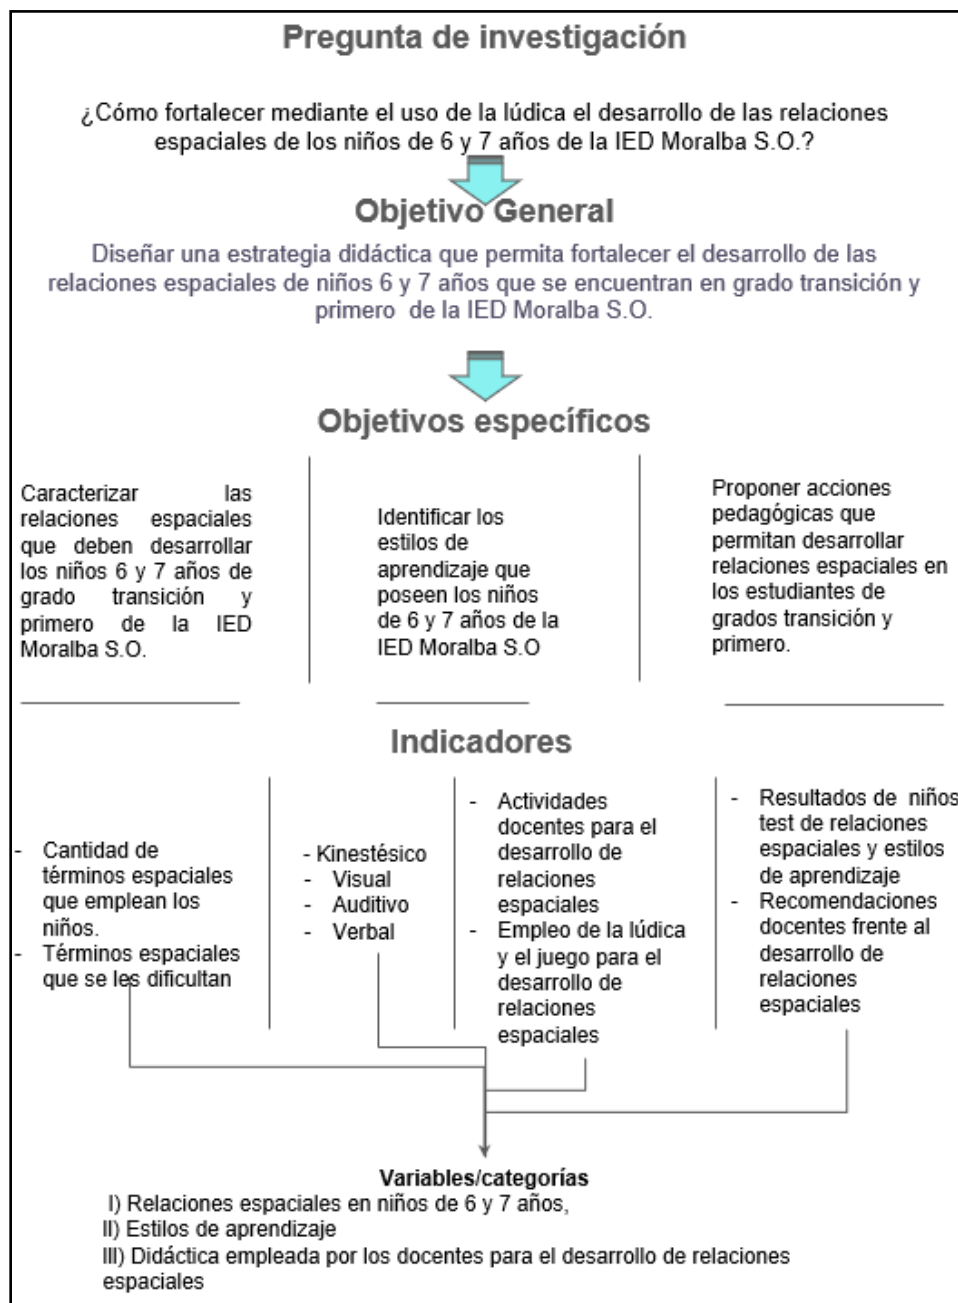 Pregunta de investigación
¿Cómo fortalecer mediante el uso de la lúdica el desarrollo de las relaciones
espaciales de los niños de 6 y 7 años de la IED Moralba S.O.?
Objetivo General
Diseñar una estrategia didáctica que permita fortalecer el desarrollo de las
relaciones espaciales de niños 6 y 7 años que se encuentran en grado transición y
primero de la IED Moralba S.O.
Objetivos específicos
Caracterizar las
relaciones espaciales
que deben desarrollar
los niños 6 y 7 años de
grado transición y
primero de la IED
Moralba S.O.
Identificar los
estilos de
aprendizaje que
poseen los niños
de 6 y 7 años de la
IED Moralba S.O
Proponer acciones
pedagógicas que
permitan desarrollar
relaciones espaciales en
los estudiantes de
grados transición y
primero.
Indicadores
- Cantidad de
términos espaciales
que emplean los
niños.
- Términos espaciales
que se les dificultan
- Kinestésico
- Visual
- Auditivo
- Verbal
- Actividades
docentes para el
desarrollo de
relaciones
espaciales
- Empleo de la lúdica
y el juego para el
desarrollo de
relaciones
espaciales
- Resultados de niños
test de relaciones
espaciales y estilos
de aprendizaje
- Recomendaciones
docentes frente al
desarrollo de
relaciones
espaciales
Variables/categorías
I) Relaciones espaciales en niños de 6 y 7 años,
II) Estilos de aprendizaje
III) Didáctica empleada por los docentes para el desarrollo de relaciones
espaciales